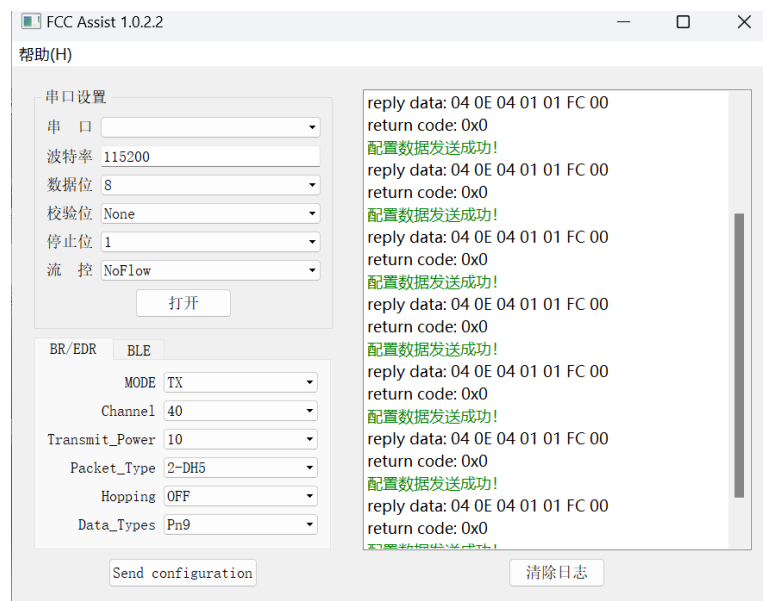 FCC Assist 1.0.2.2
帮助(H)
串口设置
串 口
波特率 115200
数据位 8
校验位 None
停止位 1
流 控 NoFlow
打开
BR/EDR BLE
MODE TX
Channel 40
Transmit_Power 10
Packet_Type 2-DH5
Hopping OFF
Data_Types Pn9
Send configuration
reply data: 04 0E 04 01 01 FC 00
return code: 0x0
配置数据发送成功!
reply data: 04 0E 04 01 01 FC 00
return code: 0x0
配置数据发送成功!
reply data: 04 0E 04 01 01 FC 00
return code: 0x0
配置数据发送成功!
reply data: 04 0E 04 01 01 FC 00
return code: 0x0
配置数据发送成功!
reply data: 04 0E 04 01 01 FC 00
return code: 0x0
配置数据发送成功!
reply data: 04 0E 04 01 01 FC 00
return code: 0x0
配置数据发送成功!
reply data: 04 0E 04 01 01 FC 00
return code: 0x0
清除日志